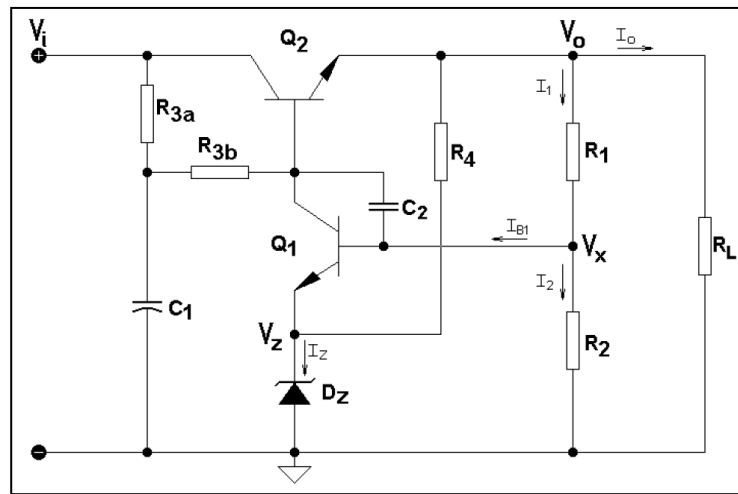 Vi
Q2
Vo
Io
I1
R3a
R3b
R4
R1
C2
Q1
IB1
Vx
RL
I2
C1
Vz
IZ
R2
DZ